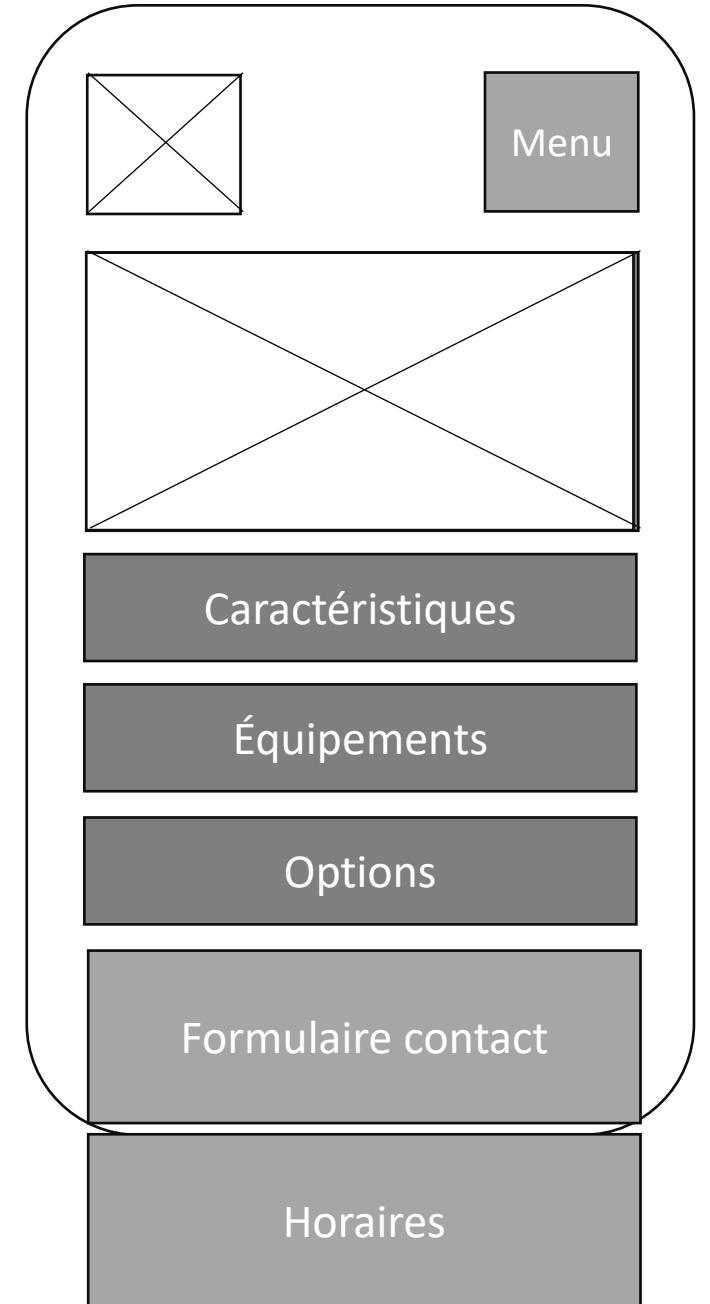 Menu
Caractéristiques
Équipements
Options
Formulaire contact
Horaires